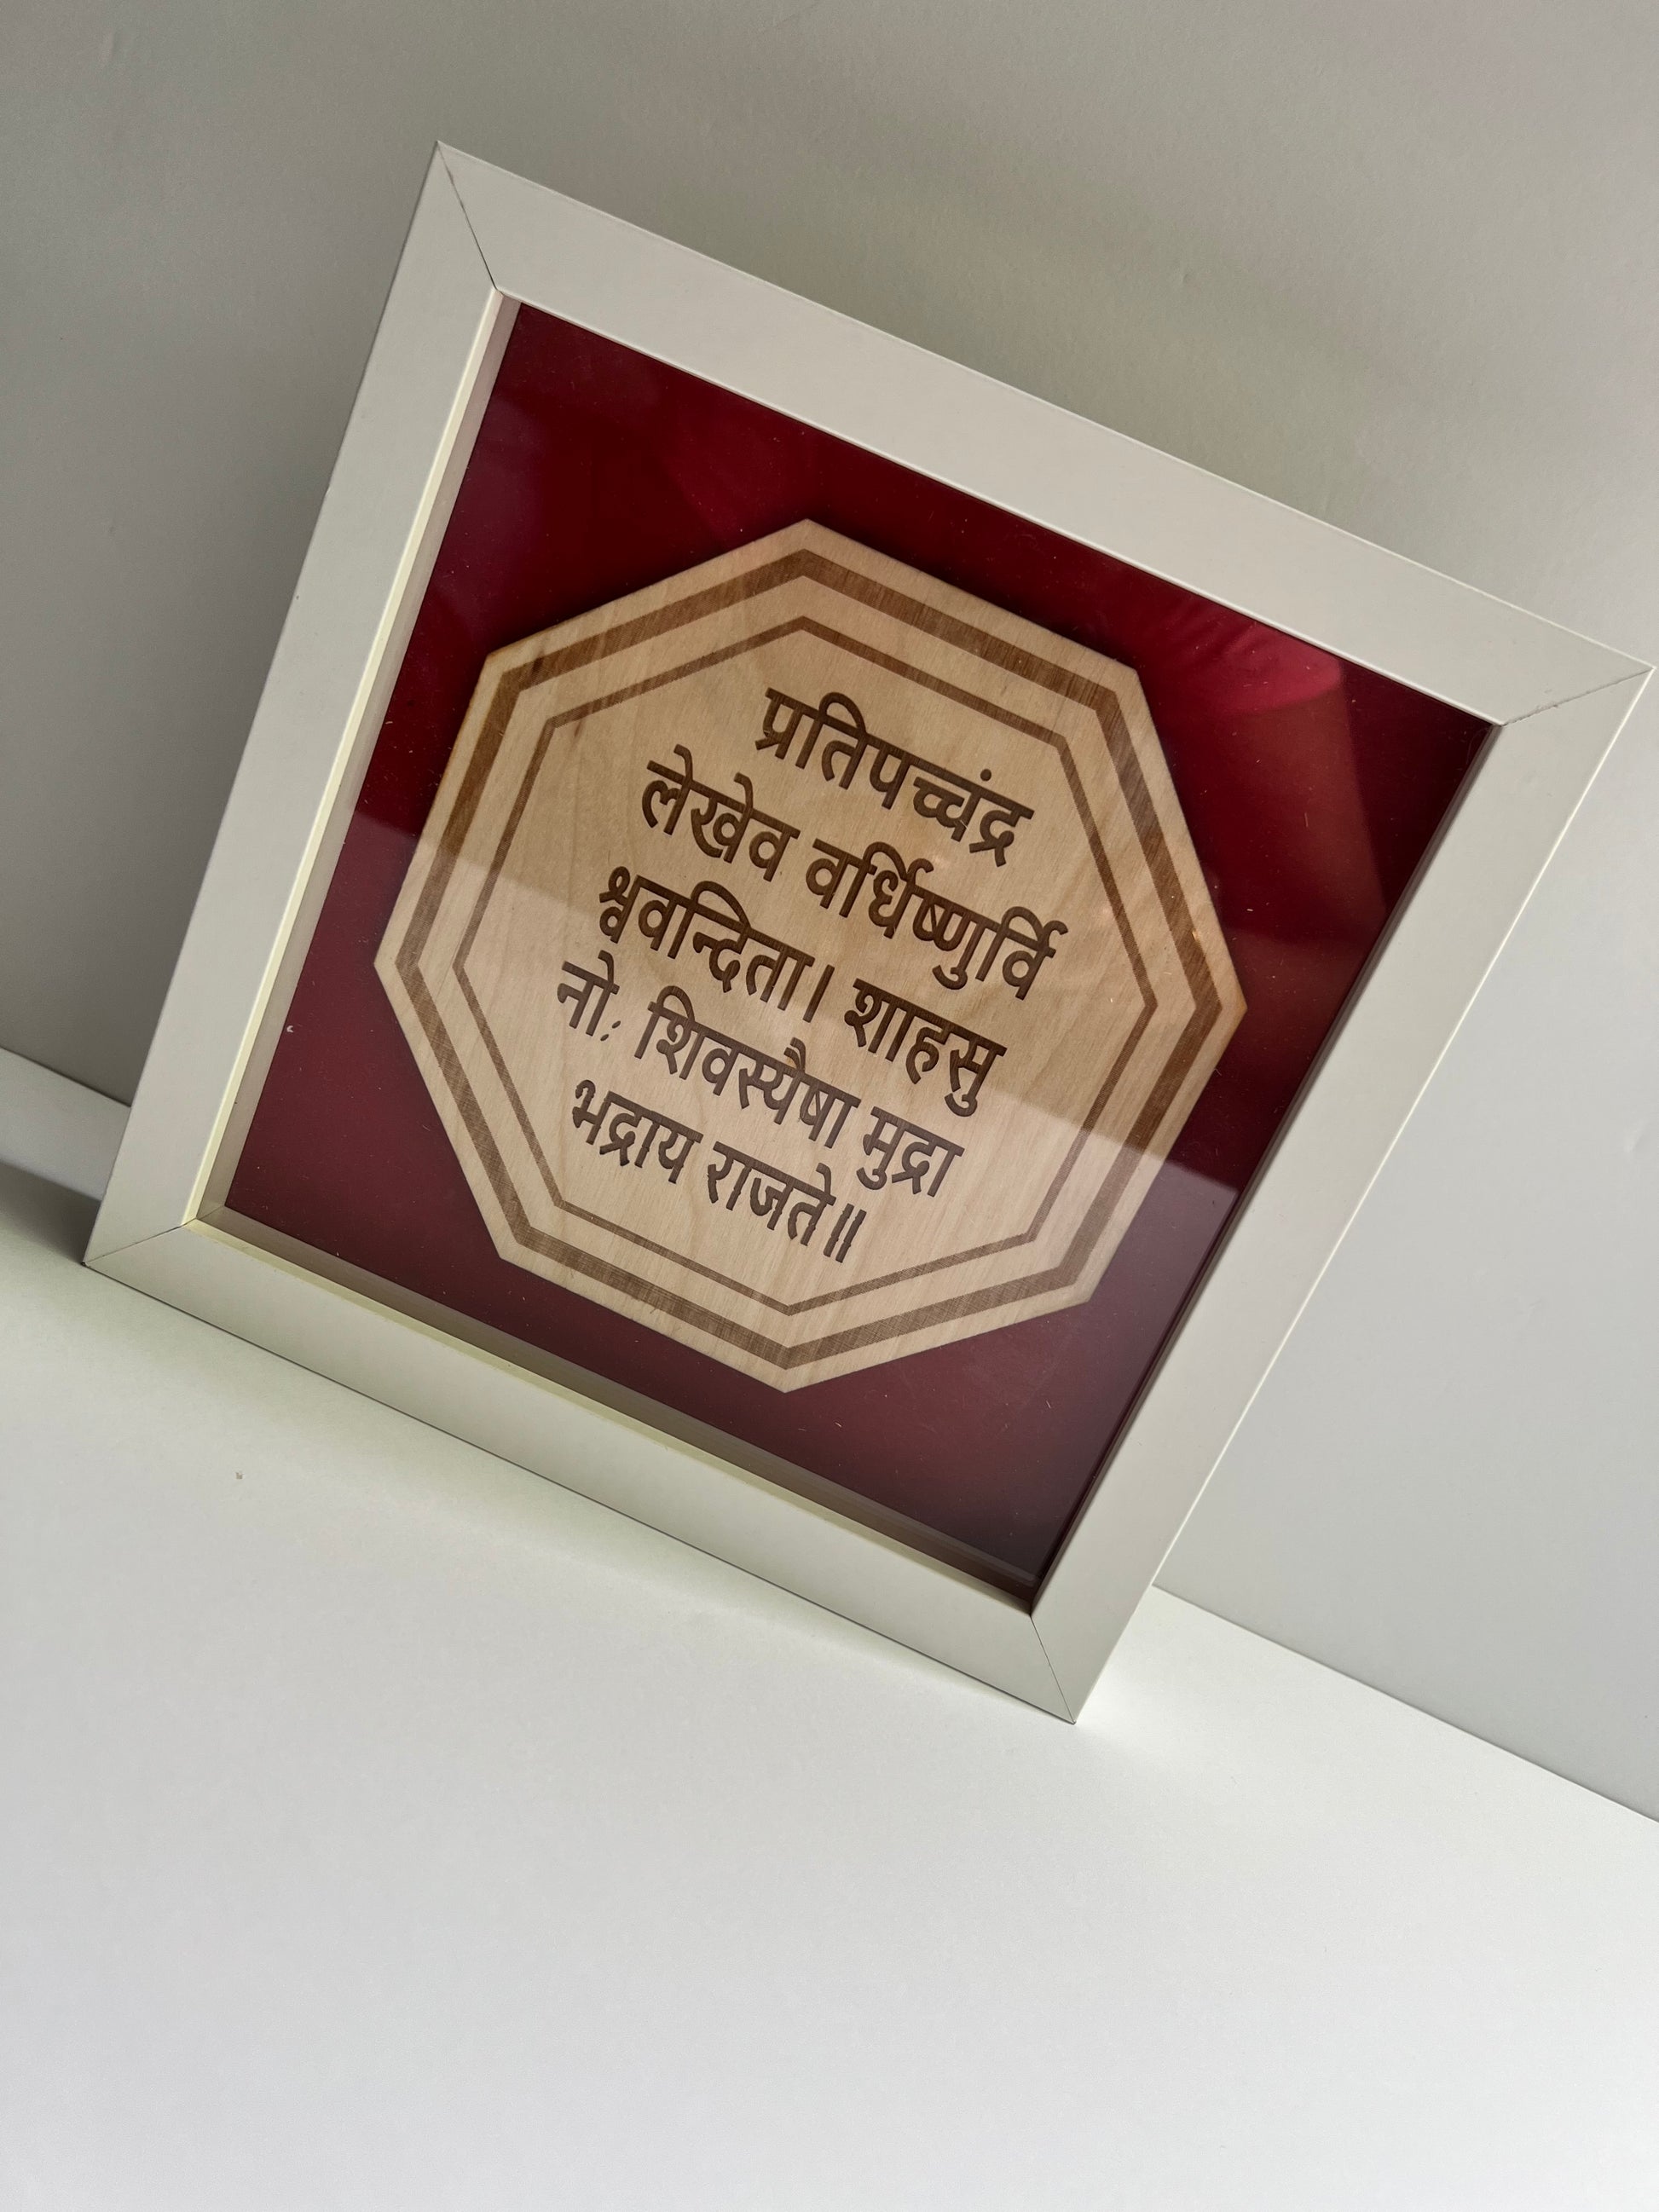 प्रतिपच्चंद्र
लेखेव वर्धिष्णुर्वि
श्ववन्दिता। शाहसु
नोः शिवस्यैषा मुद्रा
भद्राय राजते॥